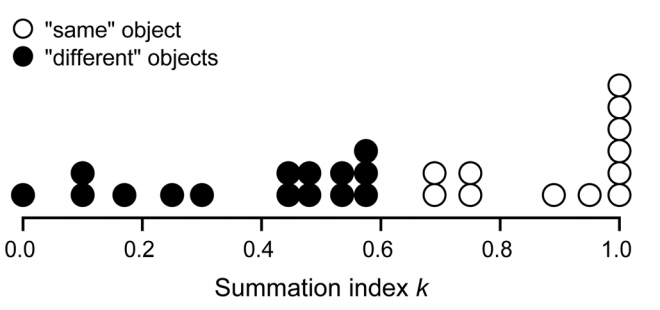 "same" object
"different" objects
0.0 0.2 0.4 0.6 0.8 1.0
Summation index k